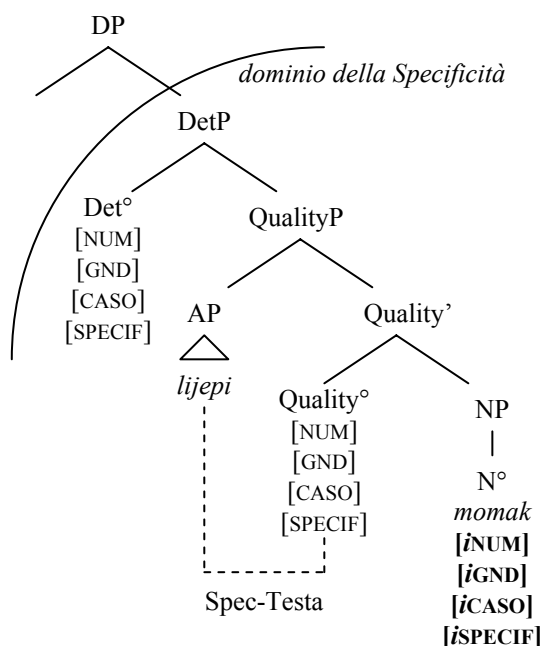 DP
dominio della Specificità
DetP
Det°
[NUM]
[GND]
[CASO]
[SPECIF]
QualityP
AP
lijepi
Quality’
Quality°
[NUM]
[GND]
[CASO]
[SPECIF]
NP
N°
momak
[iNUM]
[iGND]
[iCASO]
[iSPECIF]
Spec-Testa